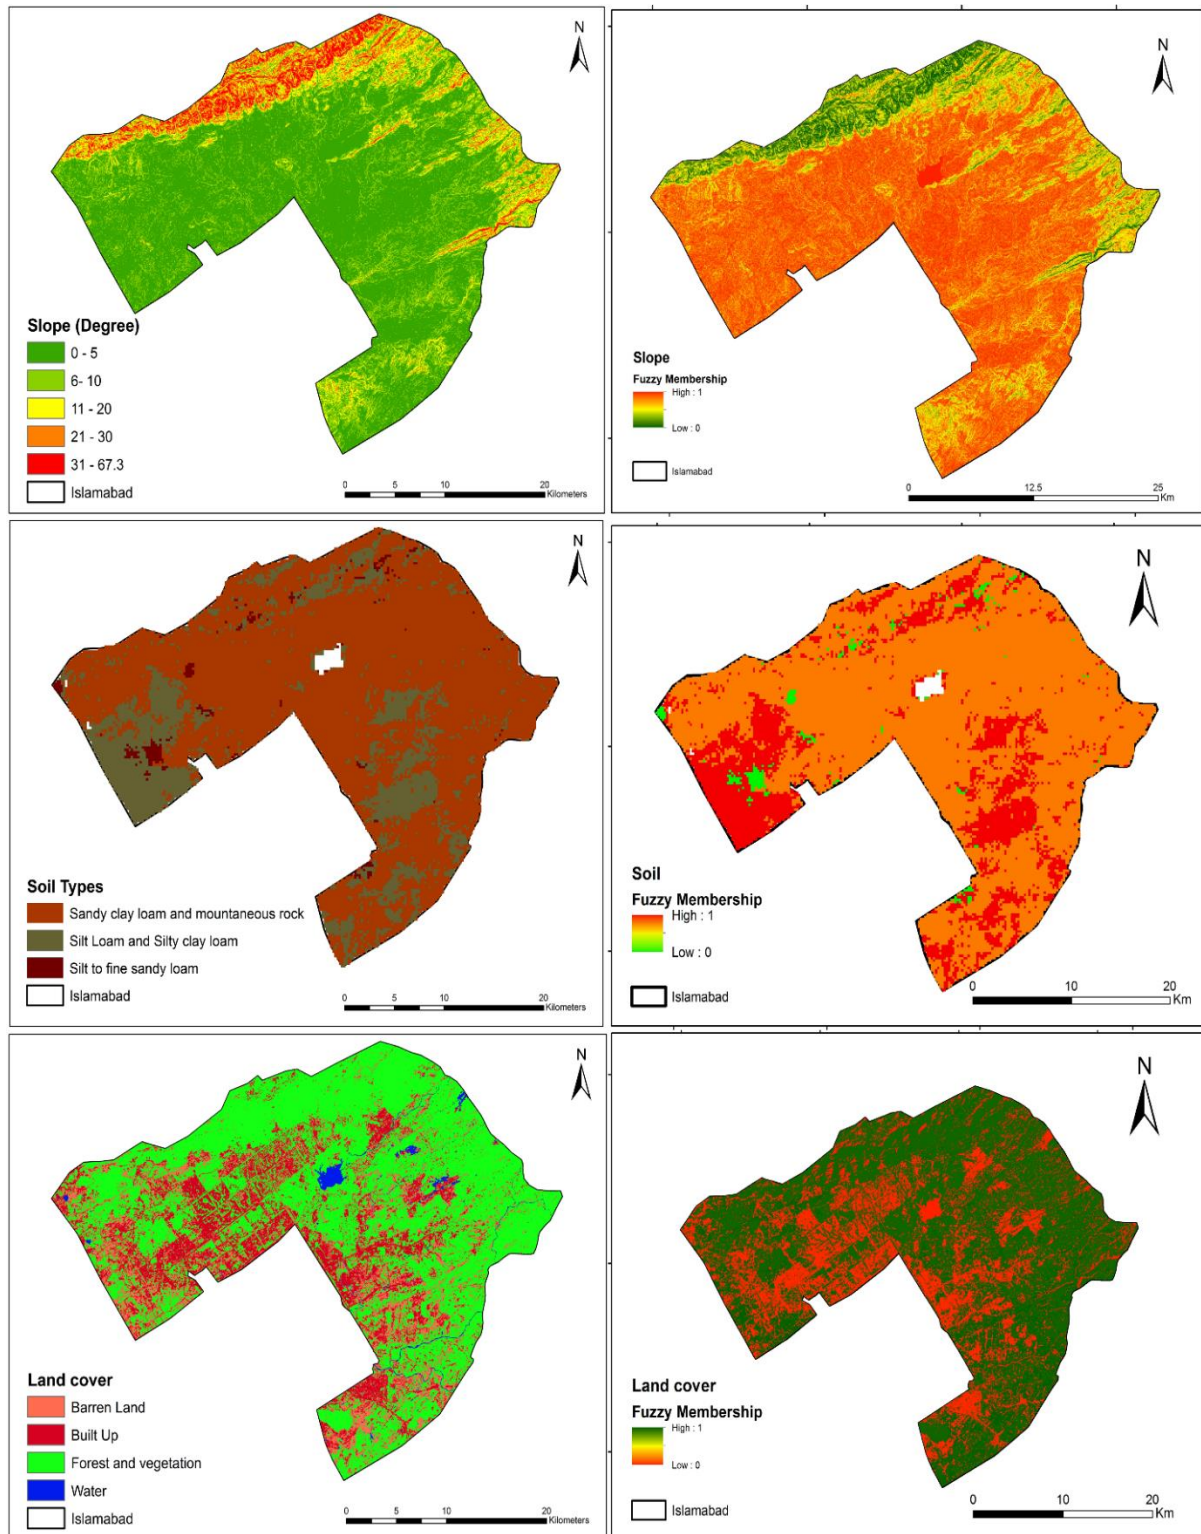 N
Slope (Degree)
0 - 5
6- 10
11 - 20
21 - 30
31 - 67.3
Islamabad
0 5 10 20
Kilometers
N
Slope
Fuzzy Membership
High : 1
Low : 0
Islamabad
0 12.5 25
Km
N
Soil Types
Sandy clay loam and mountaneous rock
Silt Loam and Silty clay loam
Silt to fine sandy loam
Islamabad
0 5 10 20
Kilometers
N
Soil
Fuzzy Membership
High : 1
Low : 0
Islamabad
0 10 20
Km
N
Land cover
Barren Land
Built Up
Forest and vegetation
Water
Islamabad
0 5 10 20
Kilometers
N
Land cover
Fuzzy Membership
High : 1
Low : 0
Islamabad
0 10 20
Km